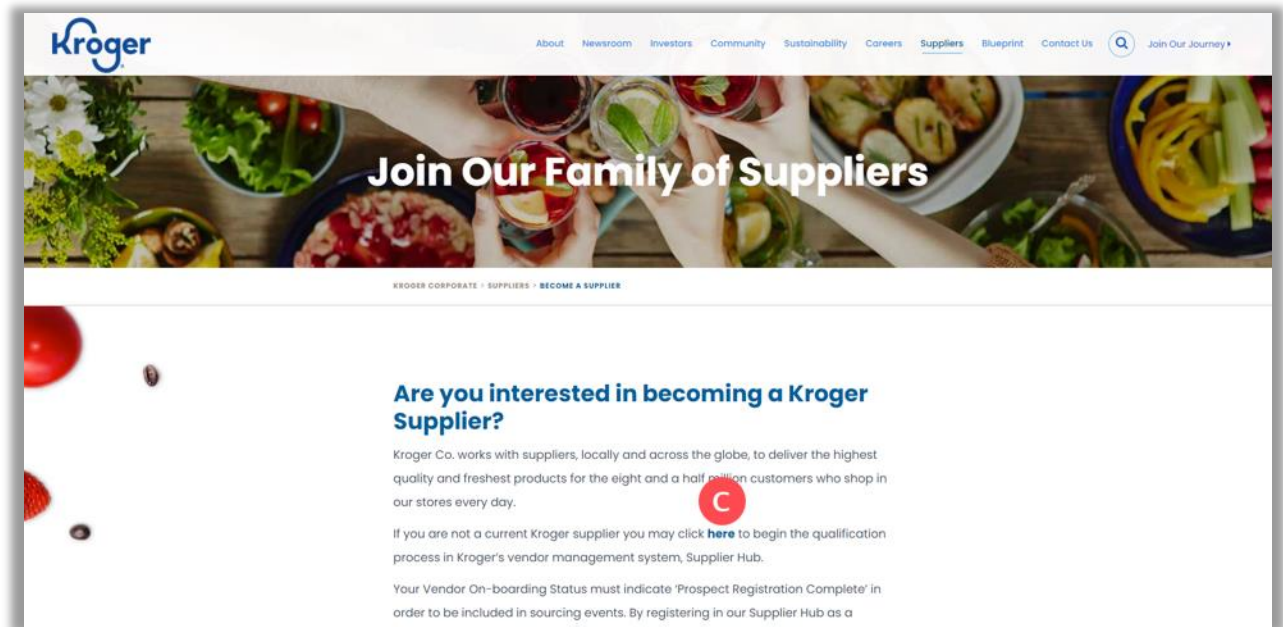 Kroger
About Newsroom Investors Community Sustainability Careers Suppliers Blueprint Contact Us Join Our Journey
Join Our Family of Suppliers
KROGER CORPORATE > SUPPLIERS > BECOME A SUPPLIER
Are you interested in becoming a Kroger
Supplier?
Kroger Co. works with suppliers, locally and across the globe, to deliver the highest
quality and freshest products for the eight and a half million customers who shop in
our stores every day.
C
If you are not a current Kroger supplier you may click here to begin the qualification
process in Kroger's vendor management system, Supplier Hub.
Your Vendor On-boarding Status must indicate 'Prospect Registration Complete' in
order to be included in sourcing events. By registering in our Supplier Hub as a